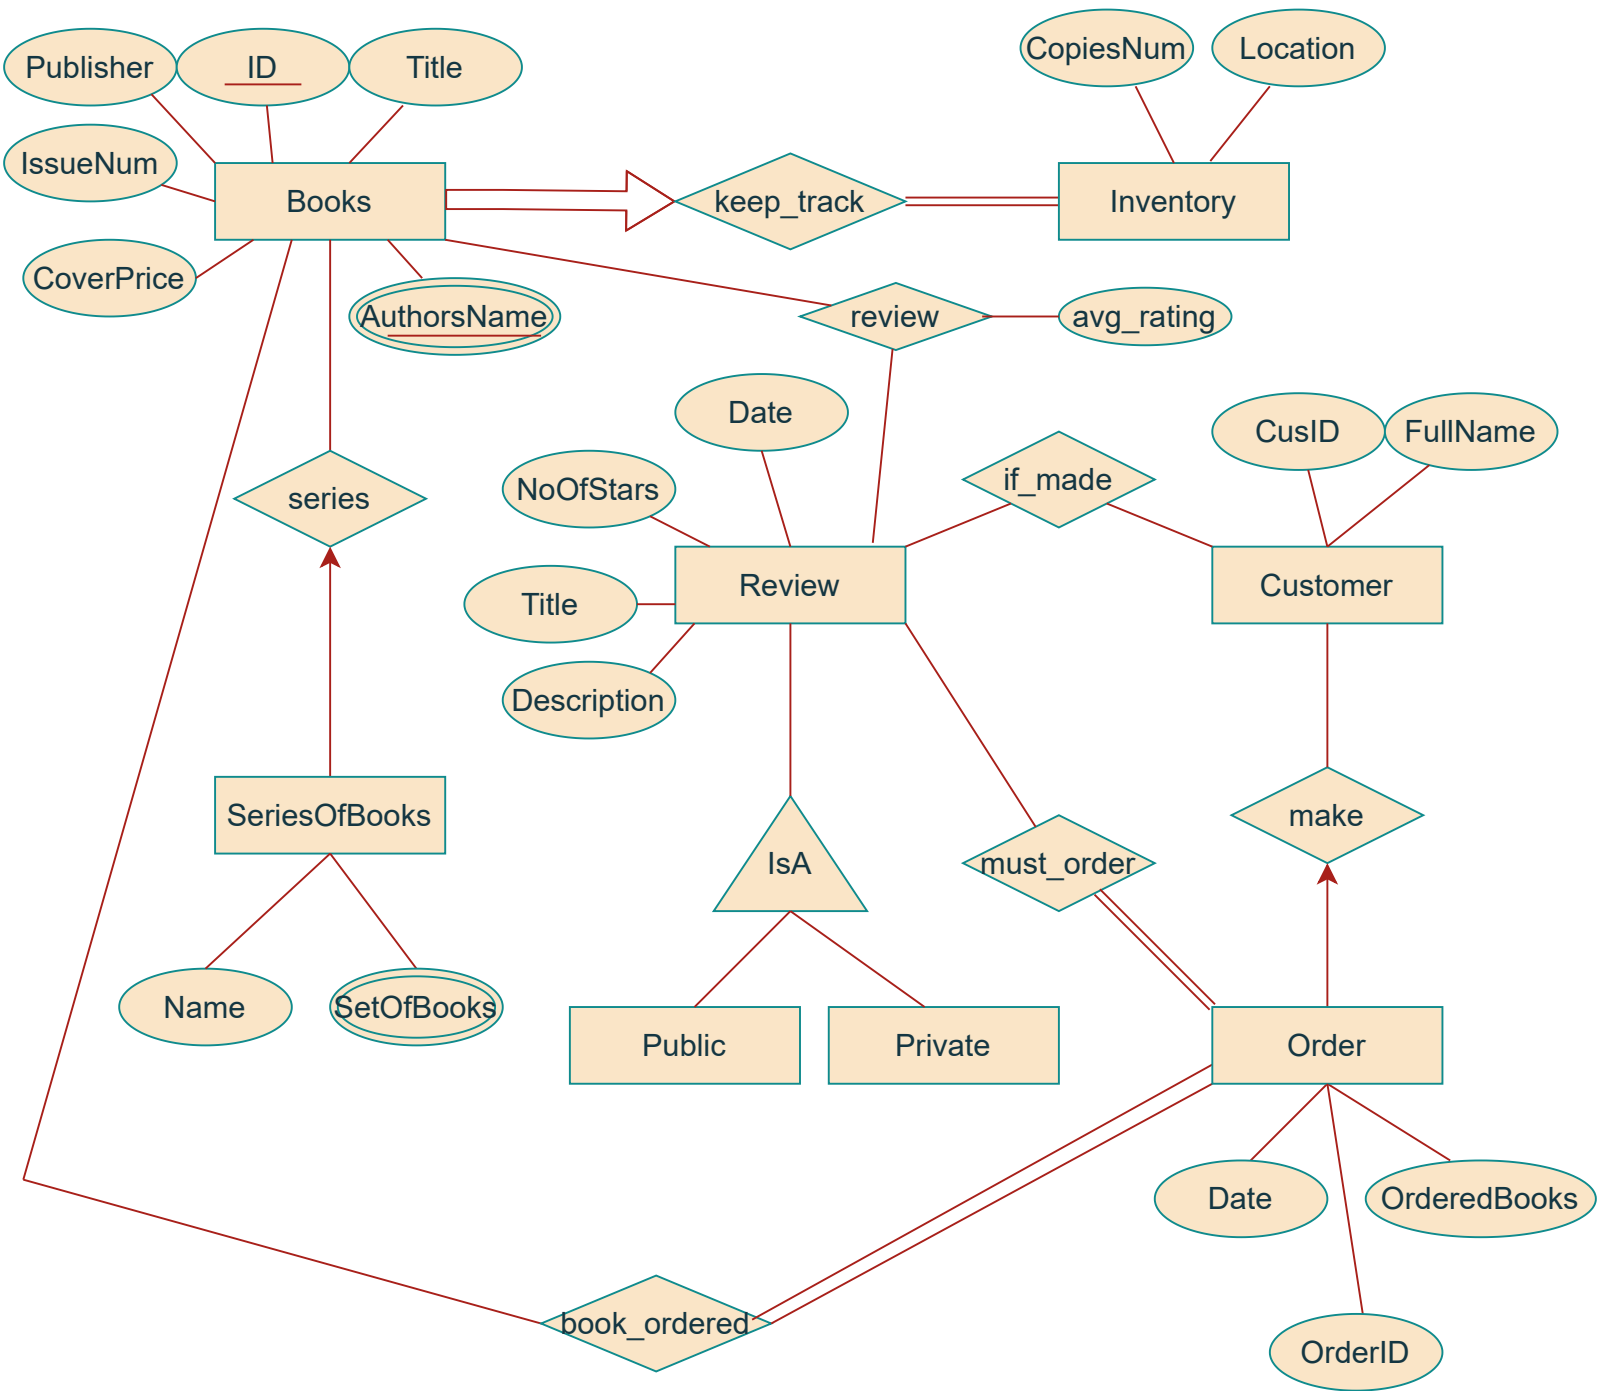 CopiesNum
Location
Publisher
ID
Title
IssueNum
Books
keep_track
Inventory
CoverPrice
AuthorsName
review
avg_rating
Date
CusID
FullName
series
NoOfStars
if_made
Title
Review
Customer
Description
SeriesOfBooks
make
IsA
must_order
Name
SetOfBooks
Public
Private
Order
Date
OrderedBooks
book_ordered
OrderID